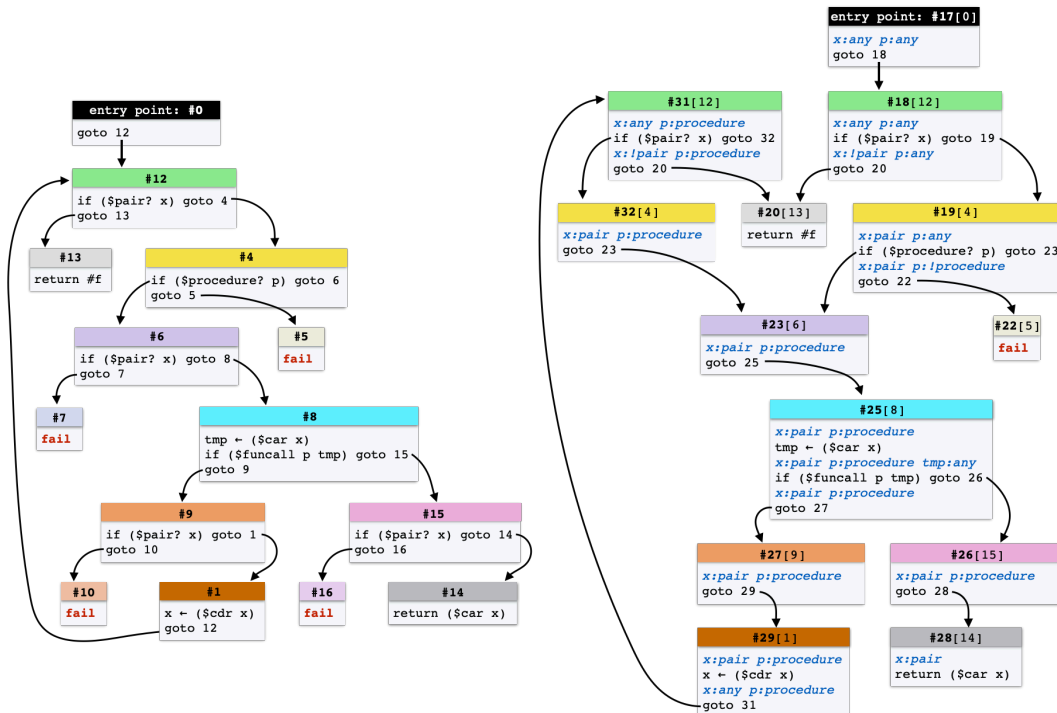 entry point: #0
goto 12
#12
if ($pair? x) goto 4
goto 13
#13
return #f
#4
if ($procedure? p) goto 6
goto 5
#6
if ($pair? x) goto 8
goto 7
#5
fail
#7
fail
#8
tmp ← ($car x)
if ($funcall p tmp) goto 15
goto 9
#9
if ($pair? x) goto 1
goto 10
#15
if ($pair? x) goto 14
goto 16
#10
fail
#1
x ← ($cdr x)
goto 12
#16
fail
#14
return ($car x)
entry point: #17[0]
x:any p:any
goto 18
#31[12]
x:any p:procedure
if ($pair? x) goto 32
x:!pair p:procedure
goto 20
#18[12]
x:any p:any
if ($pair? x) goto 19
x:!pair p:any
goto 20
#32[4]
x:pair p:procedure
goto 23
#20[13]
return #f
#19[4]
x:pair p:any
if ($procedure? p) goto 23
x:pair p:!procedure
goto 22
#23[6]
x:pair p:procedure
goto 25
#22[5]
fail
#25[8]
x:pair p:procedure
tmp ← ($car x)
x:pair p:procedure tmp:any
if ($funcall p tmp) goto 26
x:pair p:procedure
goto 27
#27[9]
x:pair p:procedure
goto 29
#26[15]
x:pair p:procedure
goto 28
#29[1]
x:pair p:procedure
x ← ($cdr x)
x:any p:procedure
goto 31
#28[14]
x:pair
return ($car x)